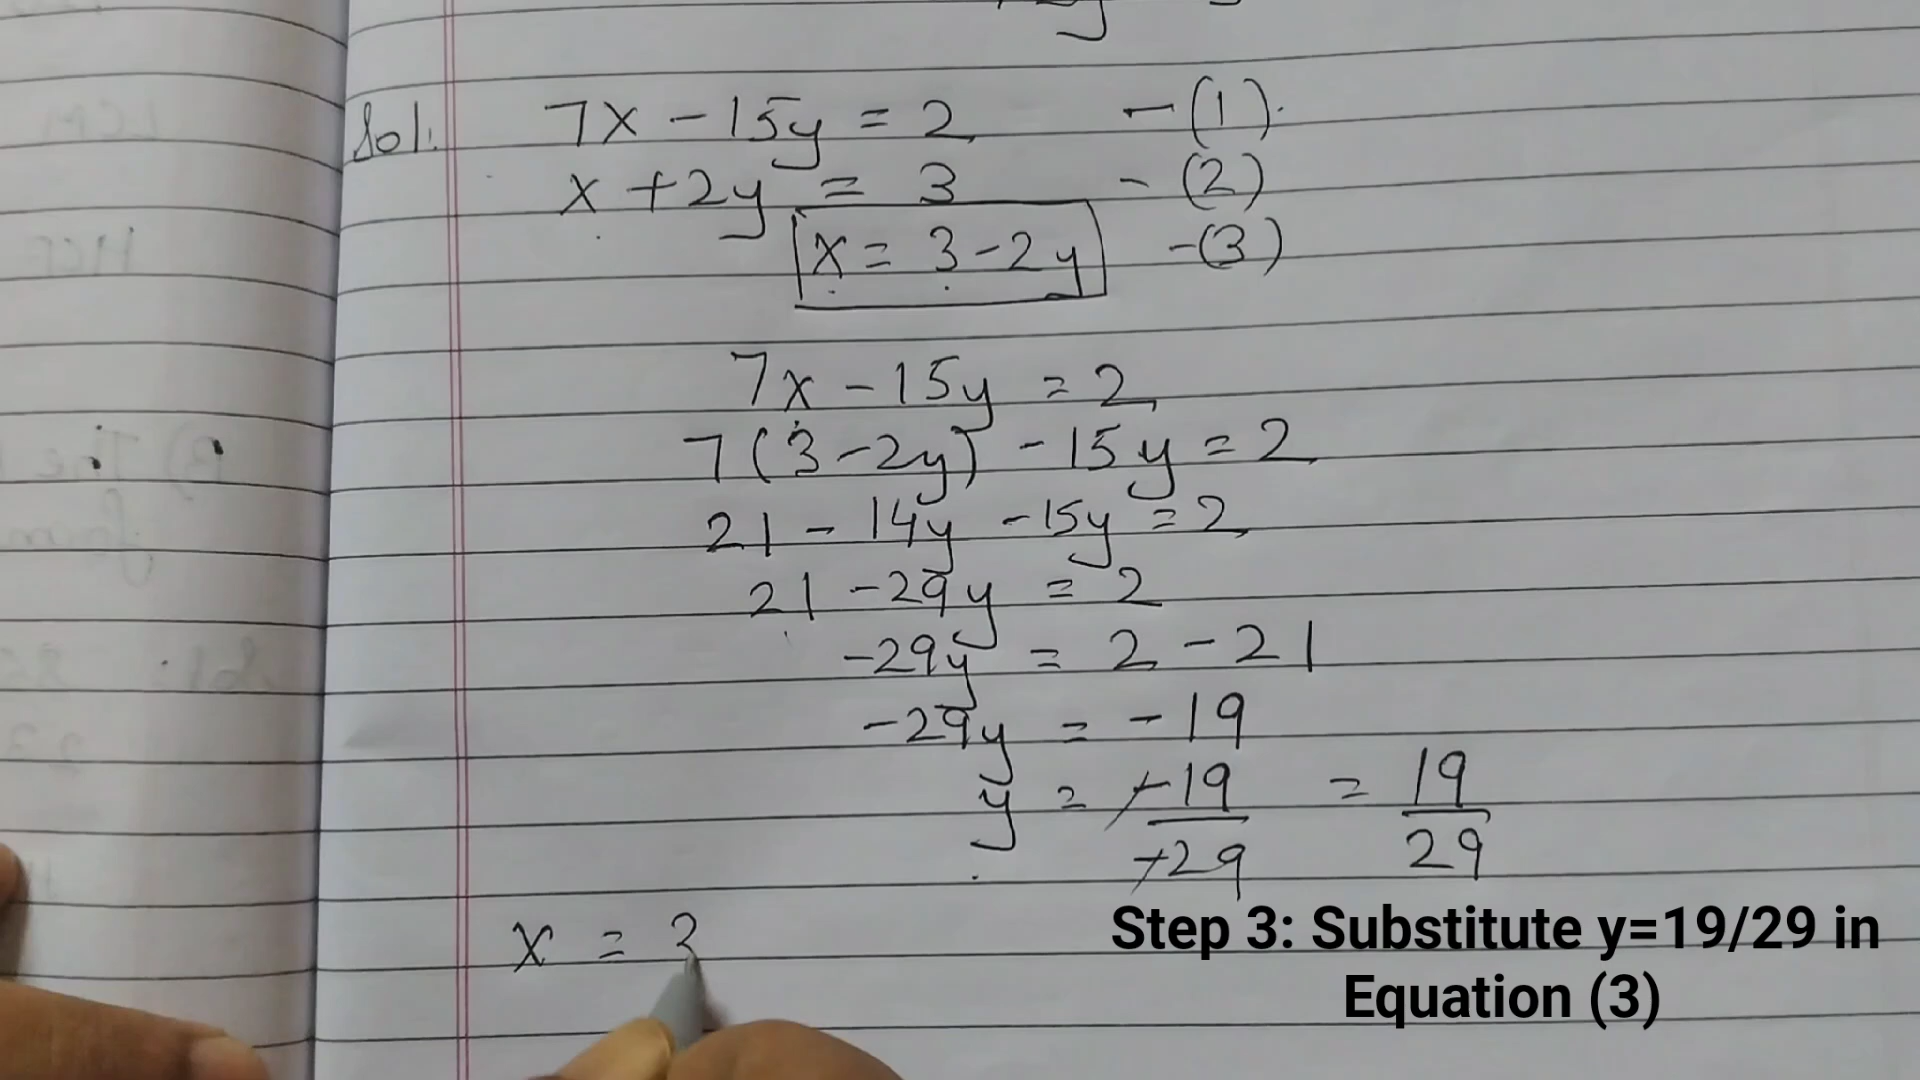 Sol: 7x - 15y = 2 - (1).
x + 2y = 3 - (2)
x = 3 - 2y - (3)
7x - 15y = 2
7(3 - 2y) - 15y = 2
21 - 14y - 15y = 2
21 - 29y = 2
-29y = 2 - 21
-29y = -19
y = -19/-29 = 19/29
x = 3
Step 3: Substitute y=19/29 in
Equation (3)